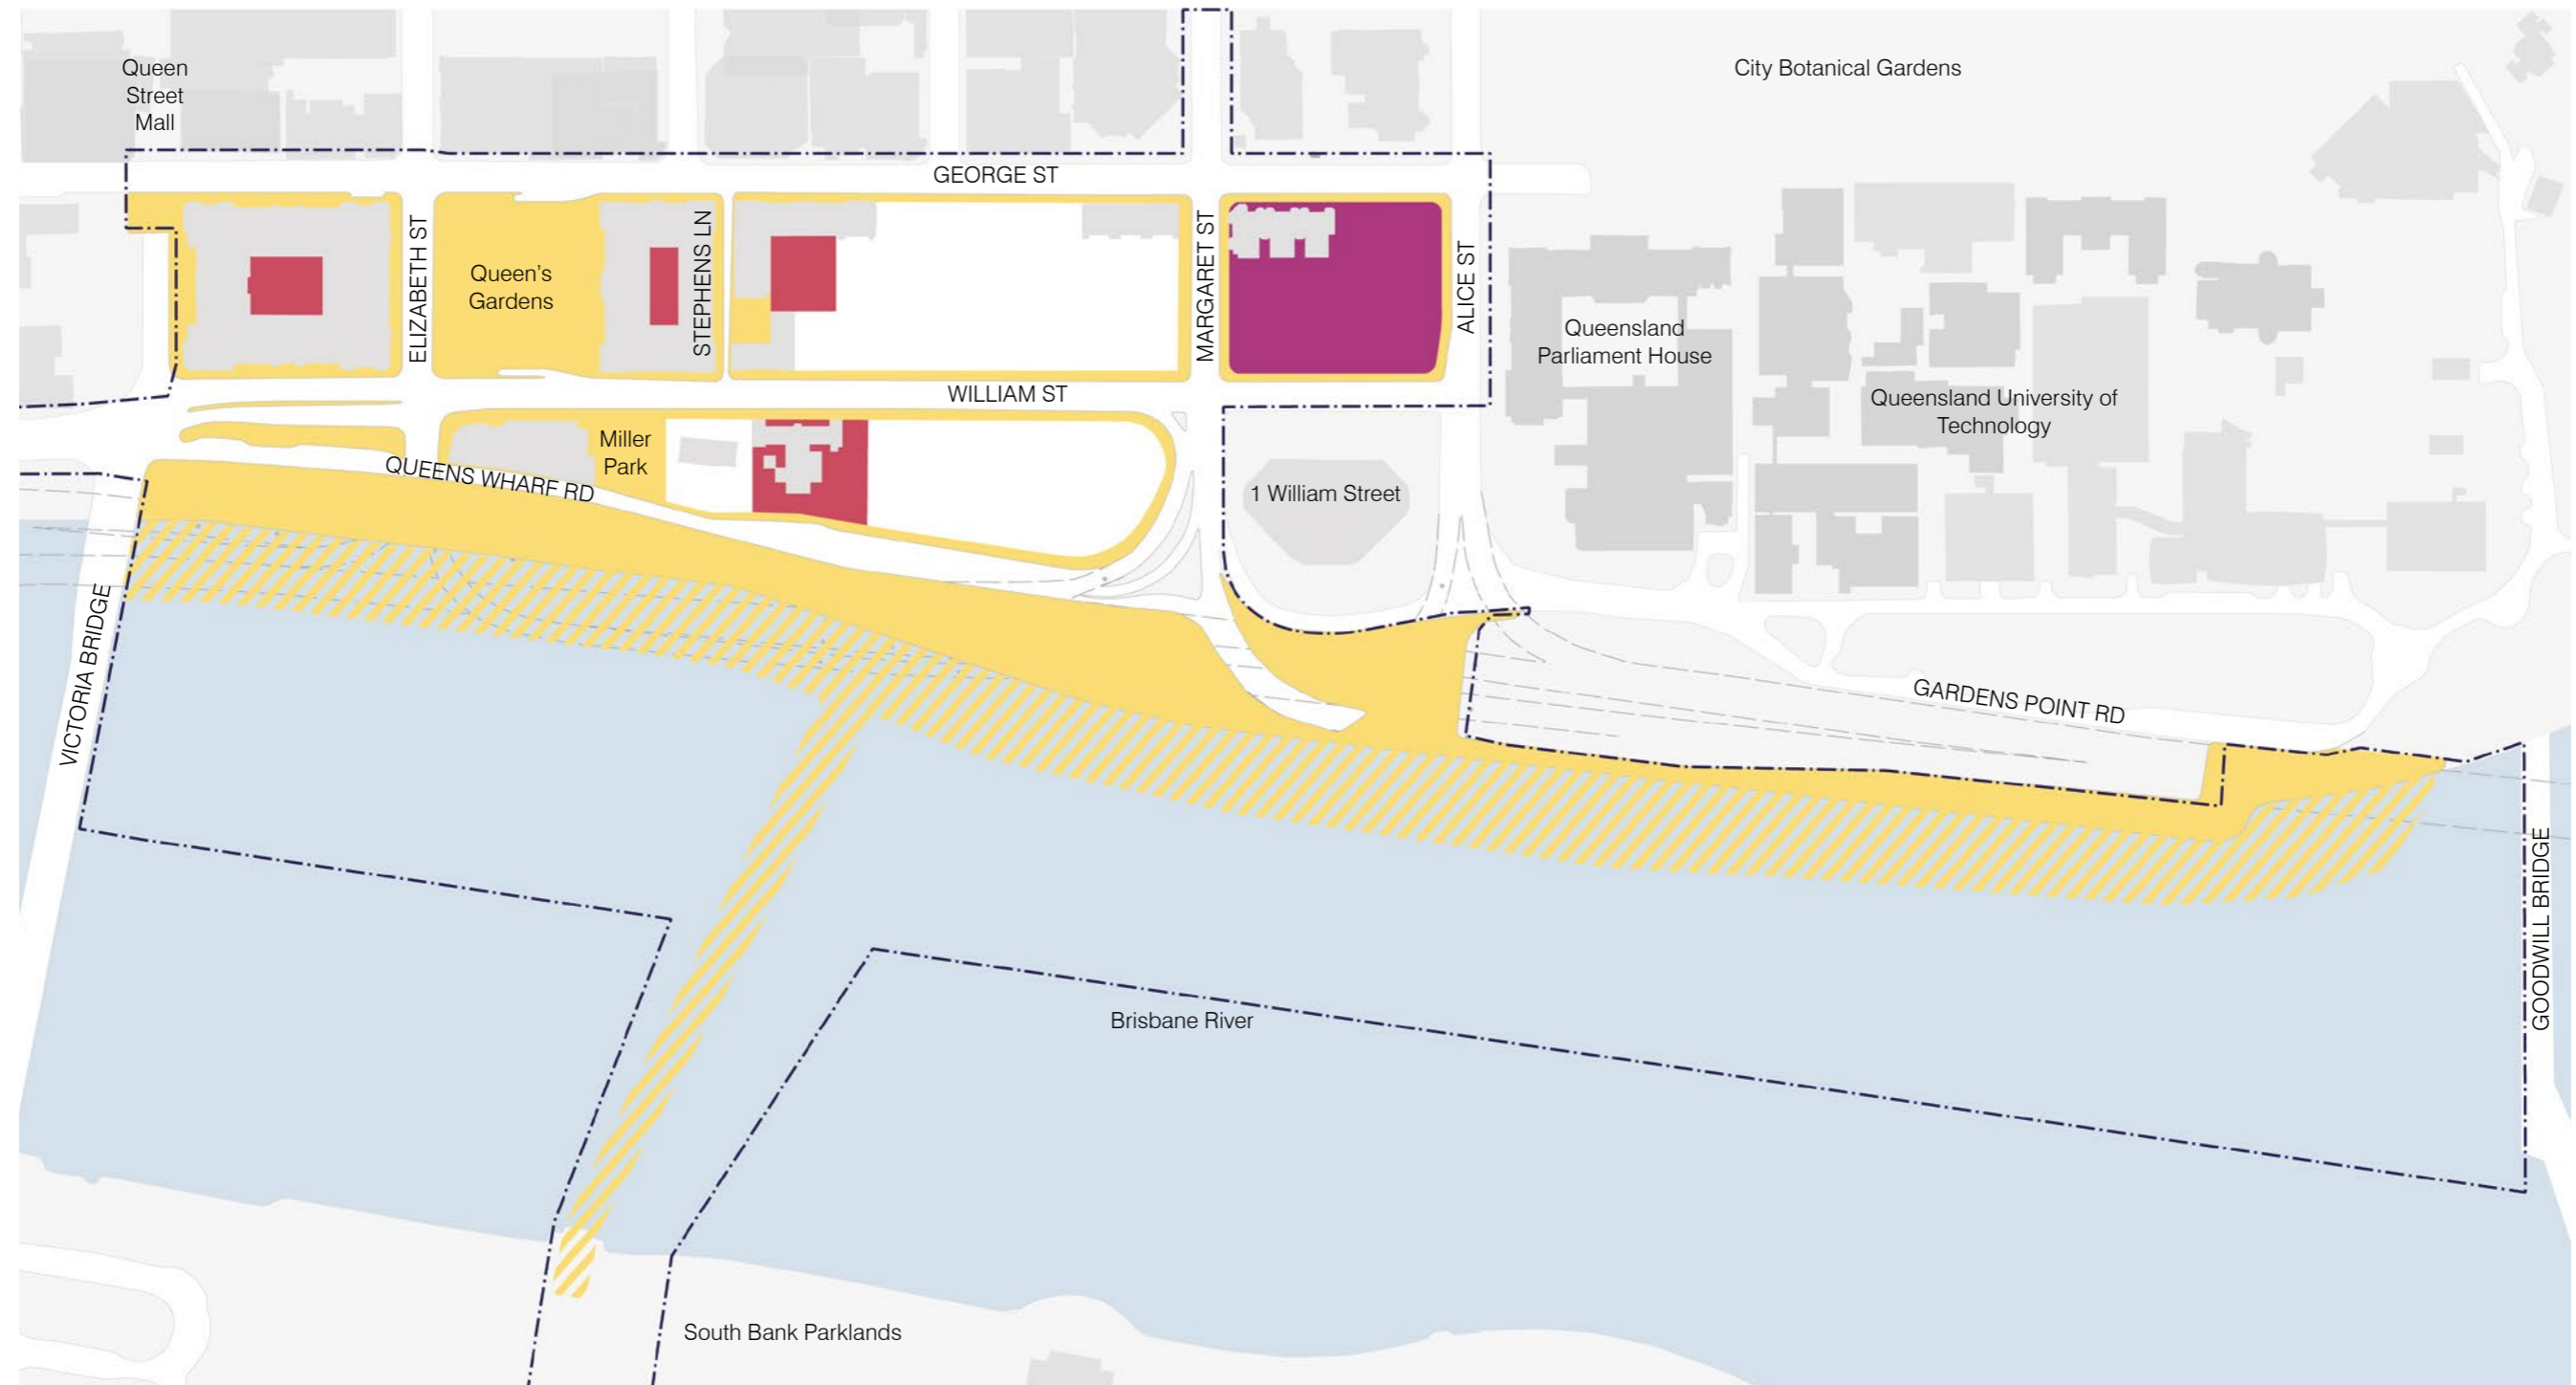 Queen
Street
Mall
City Botanical Gardens
GEORGE ST
ELIZABETH ST
Queen's
Gardens
STEPHENS LN
MARGARET ST
ALICE ST
Queensland
Parliament House
WILLIAM ST
Queensland University of
Technology
Miller
Park
QUEENS WHARF RD
1 William Street
VICTORIA BRIDGE
GARDENS POINT RD
GOODWILL BRIDGE
Brisbane River
South Bank Parklands